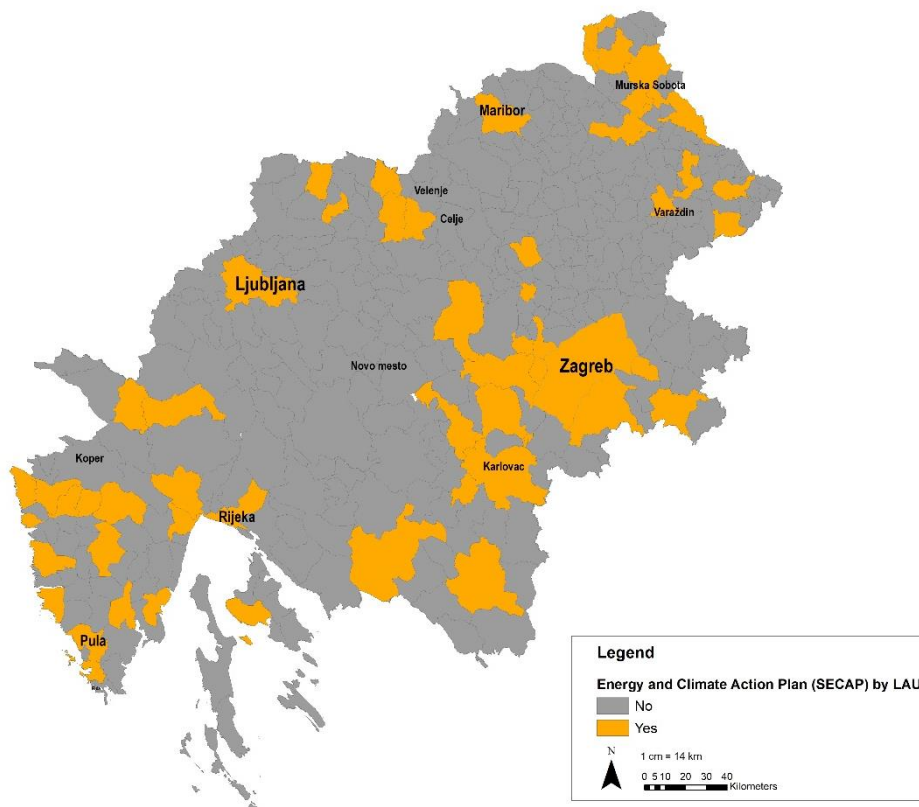 Murska Sobota
Maribor
Velenje
Celje
Varaždin
Ljubljana
Novo mesto
Zagreb
Koper
Karlovac
Rijeka
Pula
Legend
Energy and Climate Action Plan (SECAP) by LAU
No
Yes
N
1 cm = 14 km
0 5 10 20 30 40
Kilometers